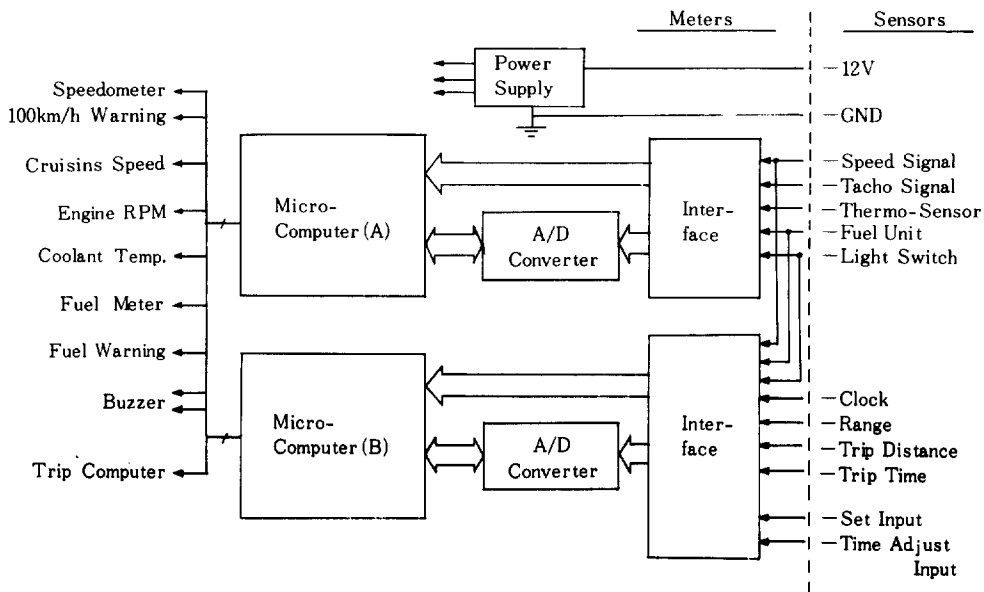 Meters
Sensors
Power
Supply
12V
GND
Speedometer
100km/h Warning
Cruisins Speed
Engine RPM
Coolant Temp.
Fuel Meter
Fuel Warning
Buzzer
Trip Computer
Micro-
Computer (A)
A/D
Converter
Inter-
face
Speed Signal
Tacho Signal
Thermo-Sensor
Fuel Unit
Light Switch
Micro-
Computer (B)
A/D
Converter
Inter-
face
Clock
Range
Trip Distance
Trip Time
Set Input
Time Adjust
Input